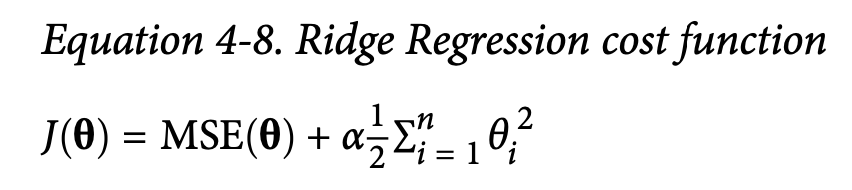 Equation 4-8. Ridge Regression cost function
J(θ) = MSE(θ) + α½Σⁿᵢ ₌ ₁ θᵢ²